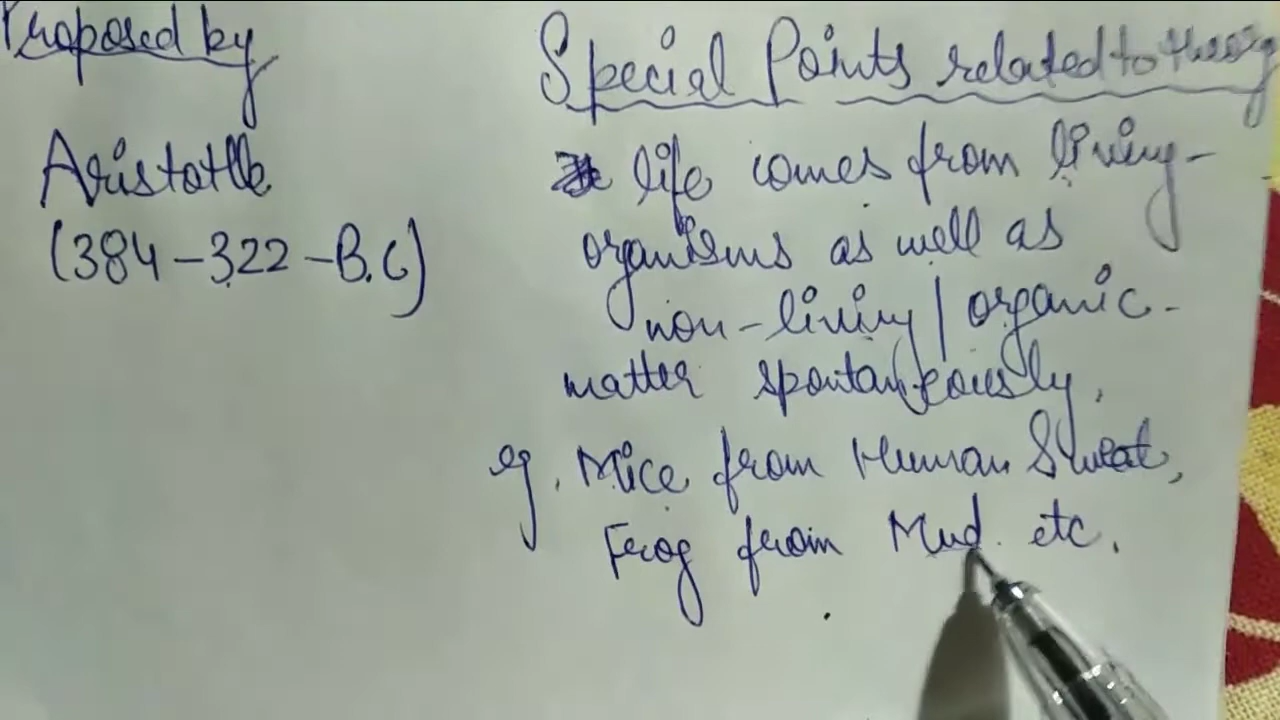 Proposed by
Aristotle
(384-322-B.C)
Special Points related to theory
life comes from living-
organisms as well as
non-living/organic-
matter spontaneously,
eg. Mice from Human Sweat,
Frog from Mud. etc.